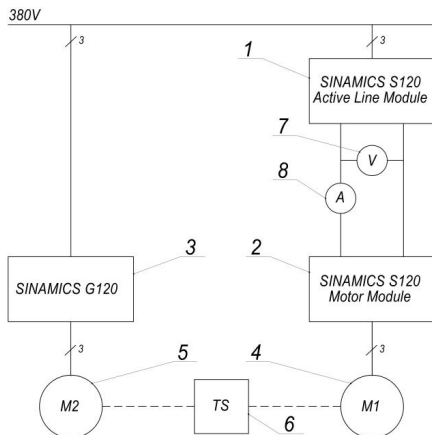 380V
3
3
1
SINAMICS S120
Active Line Module
7
V
8
A
3
2
SINAMICS G120
SINAMICS S120
Motor Module
3
5
4
3
M2
TS
M1
6